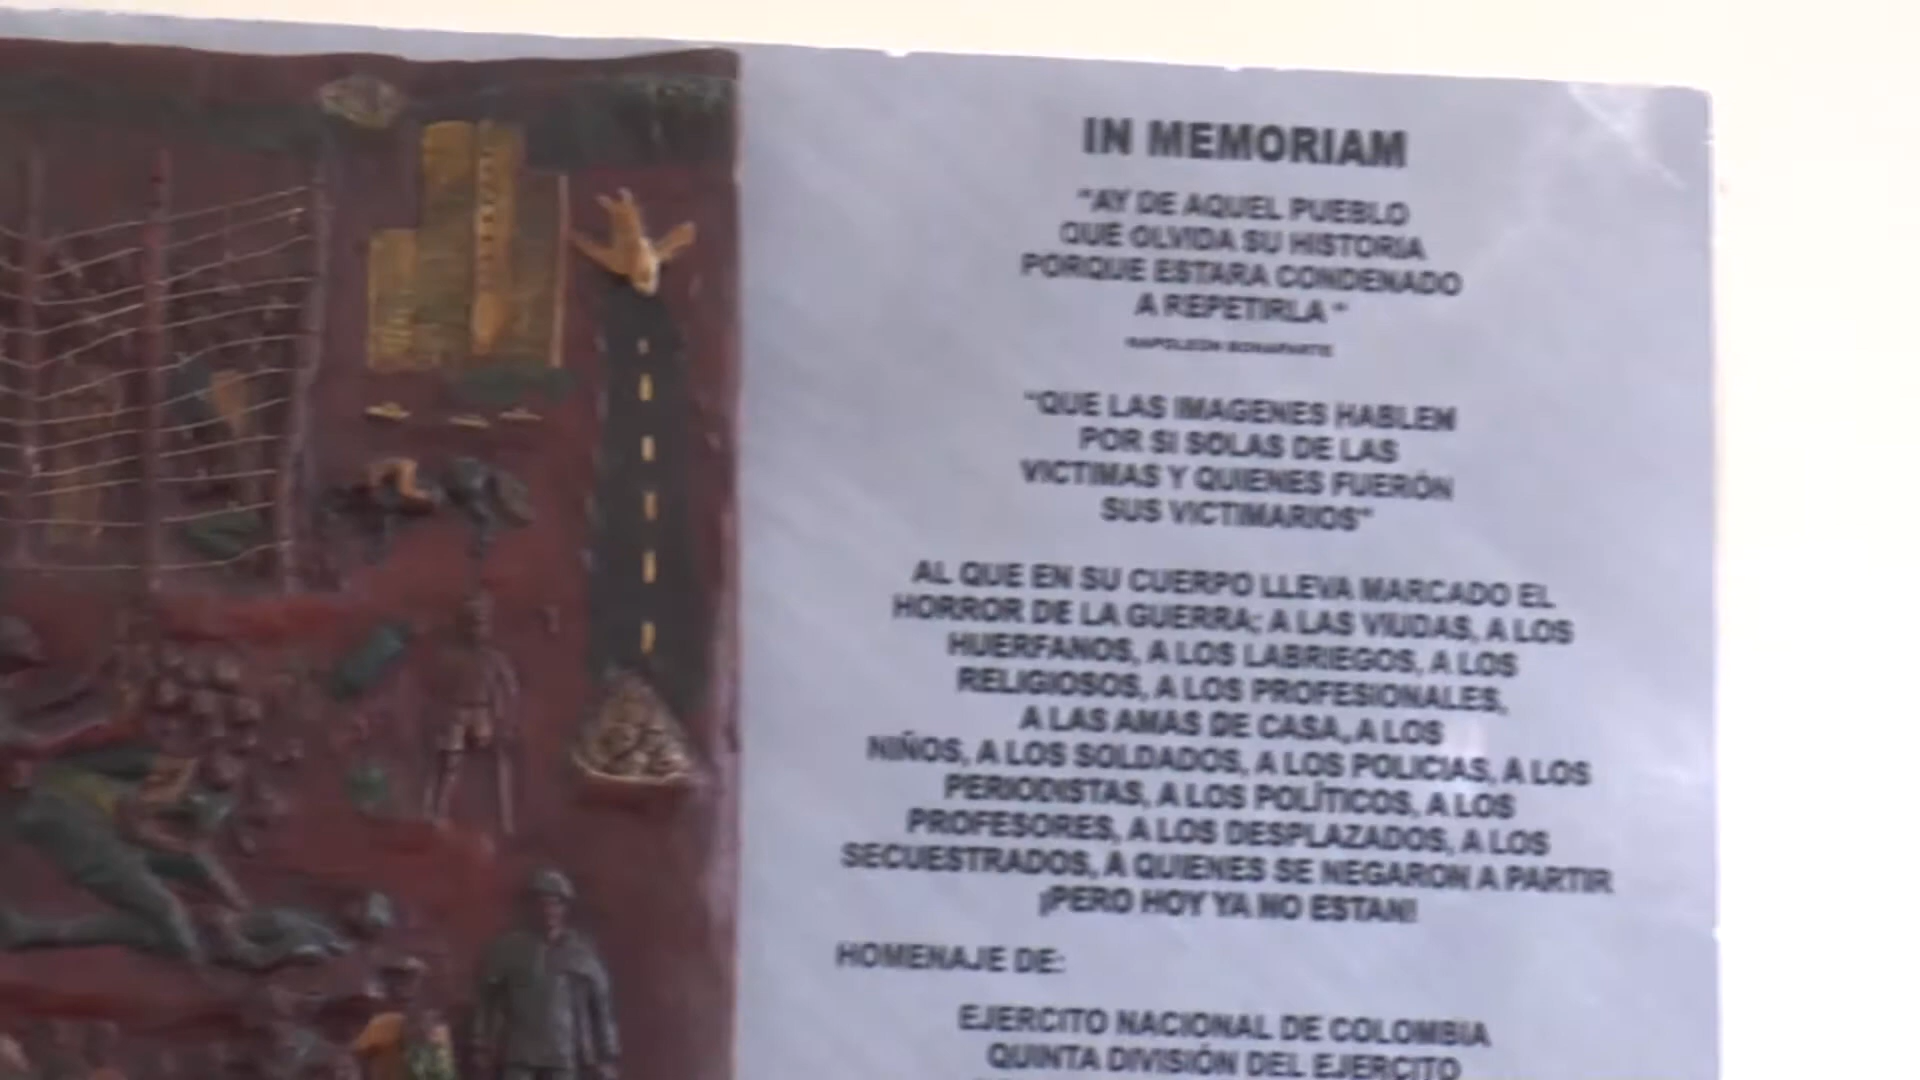 IN MEMORIAM
"AY DE AQUEL PUEBLO
QUE OLVIDA SU HISTORIA
PORQUE ESTARA CONDENADO
A REPETIRLA "
NAPOLEON BONAPARTE
"QUE LAS IMAGENES HABLEN
POR SI SOLAS DE LAS
VICTIMAS Y QUIENES FUERÓN
SUS VICTIMARIOS"
AL QUE EN SU CUERPO LLEVA MARCADO EL
HORROR DE LA GUERRA; A LAS VIUDAS, A LOS
HUERFANOS, A LOS LABRIEGOS, A LOS
RELIGIOSOS, A LOS PROFESIONALES,
A LAS AMAS DE CASA, A LOS
NIÑOS, A LOS SOLDADOS, A LOS POLICIAS, A LOS
PERIODISTAS, A LOS POLÍTICOS, A LOS
PROFESORES, A LOS DESPLAZADOS, A LOS
SECUESTRADOS, A QUIENES SE NEGARON A PARTIR
¡PERO HOY YA NO ESTAN!
HOMENAJE DE:
EJERCITO NACIONAL DE COLOMBIA
QUINTA DIVISIÓN DEL EJERCITO